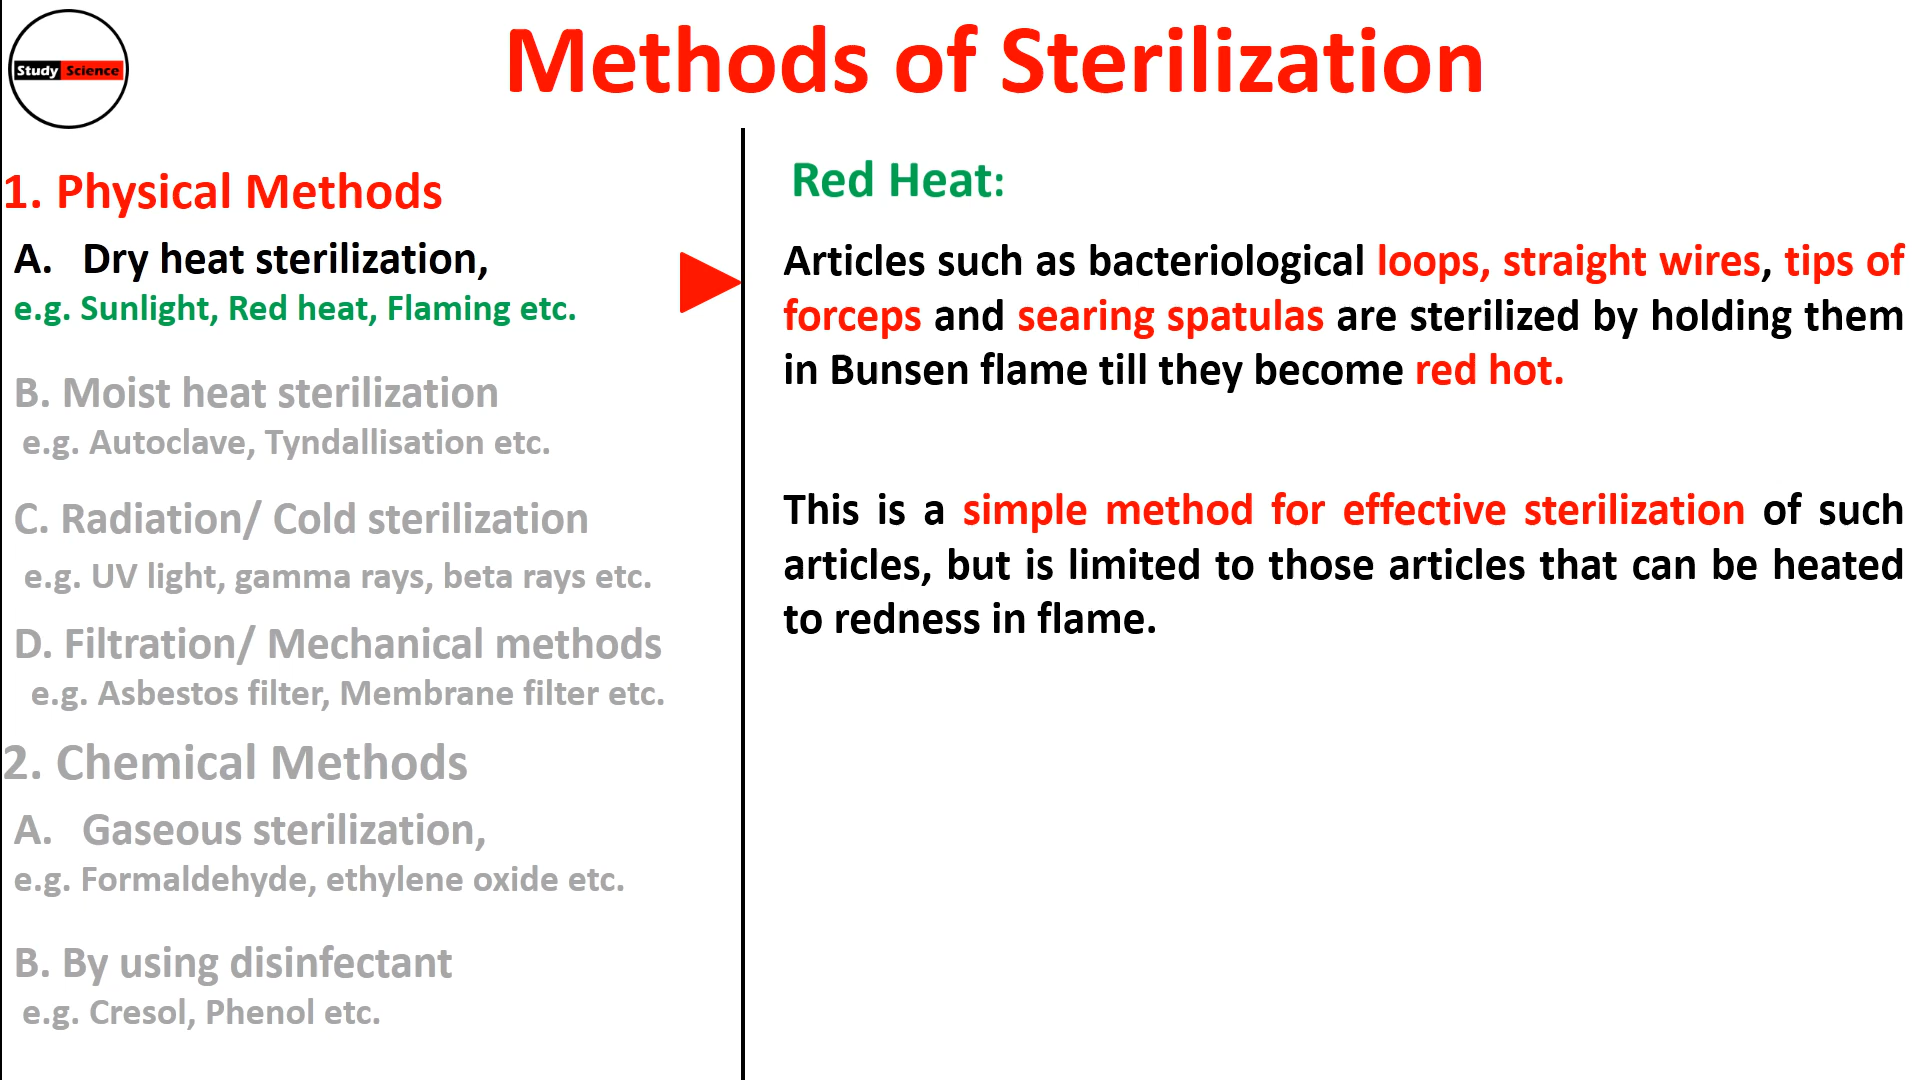 Study Science
Methods of Sterilization
1. Physical Methods
A. Dry heat sterilization,
e.g. Sunlight, Red heat, Flaming etc.
B. Moist heat sterilization
e.g. Autoclave, Tyndallisation etc.
C. Radiation/ Cold sterilization
e.g. UV light, gamma rays, beta rays etc.
D. Filtration/ Mechanical methods
e.g. Asbestos filter, Membrane filter etc.
2. Chemical Methods
A. Gaseous sterilization,
e.g. Formaldehyde, ethylene oxide etc.
B. By using disinfectant
e.g. Cresol, Phenol etc.
Red Heat:
Articles such as bacteriological loops, straight wires, tips of
forceps and searing spatulas are sterilized by holding them
in Bunsen flame till they become red hot.
This is a simple method for effective sterilization of such
articles, but is limited to those articles that can be heated
to redness in flame.